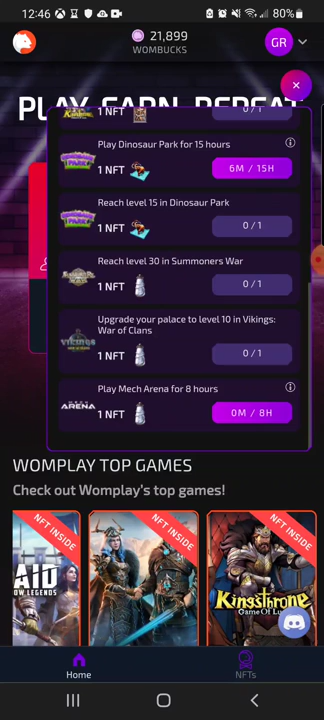 12:46
80%
21,899
WOMBUCKS
GR
PLAY. EARN. REPEAT
1 NFT
0 / 1
Play Dinosaur Park for 15 hours
1 NFT
6M / 15H
Reach level 15 in Dinosaur Park
1 NFT
0 / 1
Reach level 30 in Summoners War
1 NFT
0 / 1
Upgrade your palace to level 10 in Vikings:
War of Clans
VIKINGS
1 NFT
0 / 1
Play Mech Arena for 8 hours
MECH
ARENA
1 NFT
0M / 8H
WOMPLAY TOP GAMES
Check out Womplay's top games!
NFT INSIDE
NFT INSIDE
NFT INSIDE
AID
OW LEGENDS
Kingsthrone
Home
NFTs